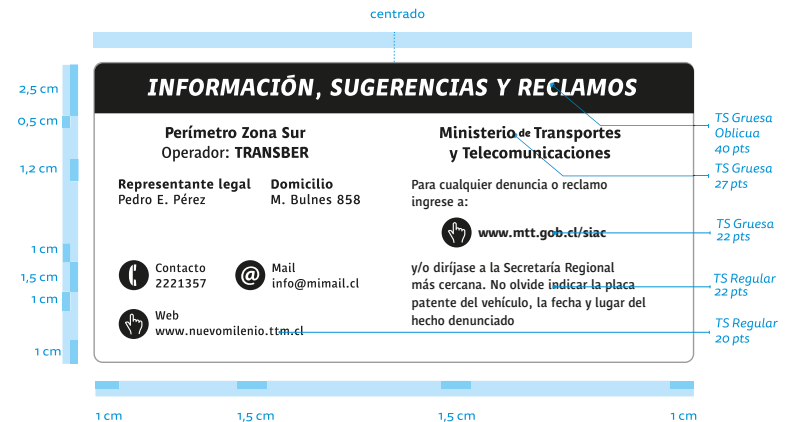 centrado
INFORMACIÓN, SUGERENCIAS Y RECLAMOS
Perímetro Zona Sur
Operador: TRANSBER
Representante legal
Pedro E. Pérez
Domicilio
M. Bulnes 858
Contacto
2221357
@
Mail
info@mimail.cl
Web
www.nuevomilenio.ttm.cl
Ministerio de Transportes
y Telecomunicaciones
Para cualquier denuncia o reclamo
ingrese a:
www.mtt.gob.cl/siac
y/o diríjase a la Secretaría Regional
más cercana. No olvide indicar la placa
patente del vehículo, la fecha y lugar del
hecho denunciado
2,5 cm
0,5 cm
1,2 cm
1 cm
1,5 cm
1 cm
1 cm
TS Gruesa
Oblicua
40 pts
TS Gruesa
27 pts
TS Gruesa
22 pts
TS Regular
22 pts
TS Regular
20 pts
1 cm
1,5 cm
1,5 cm
1 cm